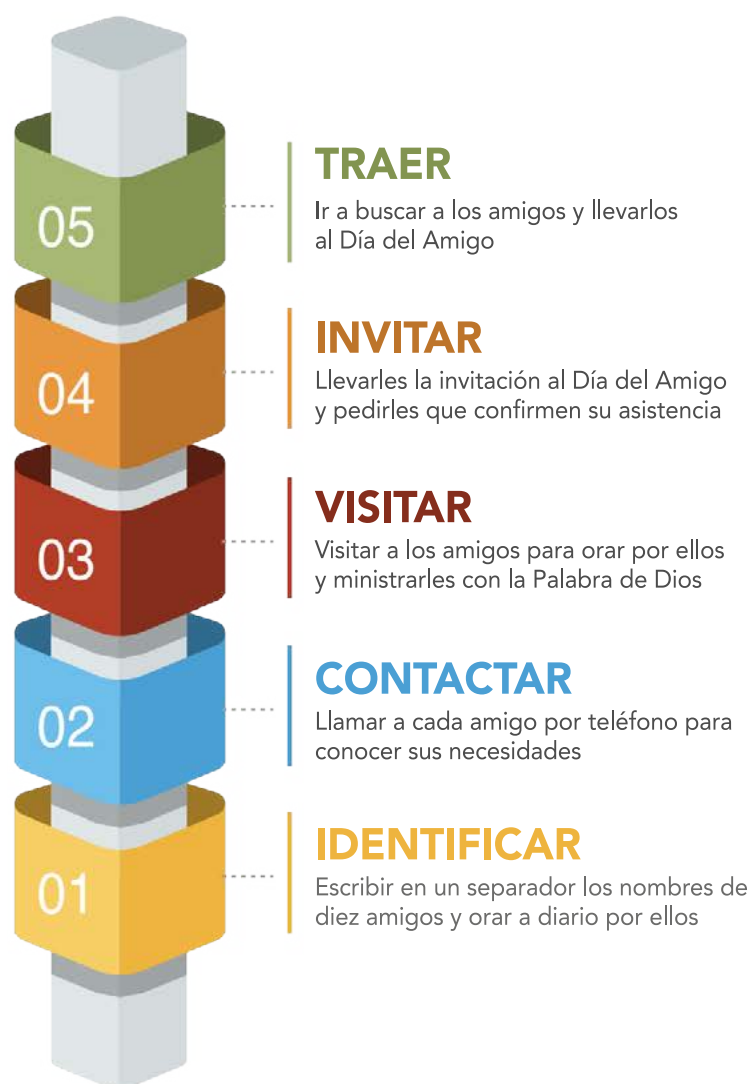 05
TRAER
Ir a buscar a los amigos y llevarlos
al Día del Amigo
04
INVITAR
Llevarles la invitación al Día del Amigo
y pedirles que confirmen su asistencia
03
VISITAR
Visitar a los amigos para orar por ellos
y ministrarles con la Palabra de Dios
02
CONTACTAR
Llamar a cada amigo por teléfono para
conocer sus necesidades
01
IDENTIFICAR
Escribir en un separador los nombres de
diez amigos y orar a diario por ellos